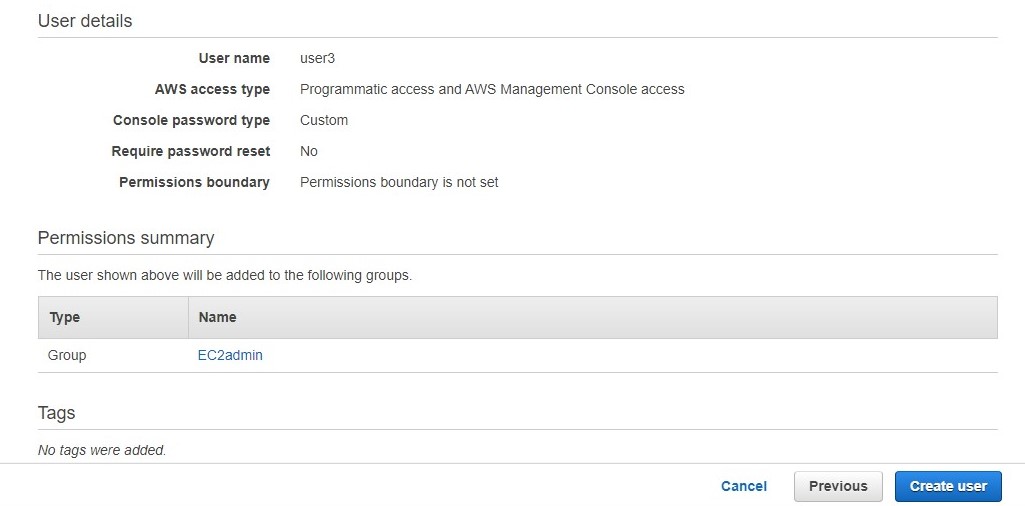 User details
User name user3
AWS access type Programmatic access and AWS Management Console access
Console password type Custom
Require password reset No
Permissions boundary Permissions boundary is not set
Permissions summary
The user shown above will be added to the following groups.
Type Name
Group EC2admin
Tags
No tags were added.
Cancel Previous Create user